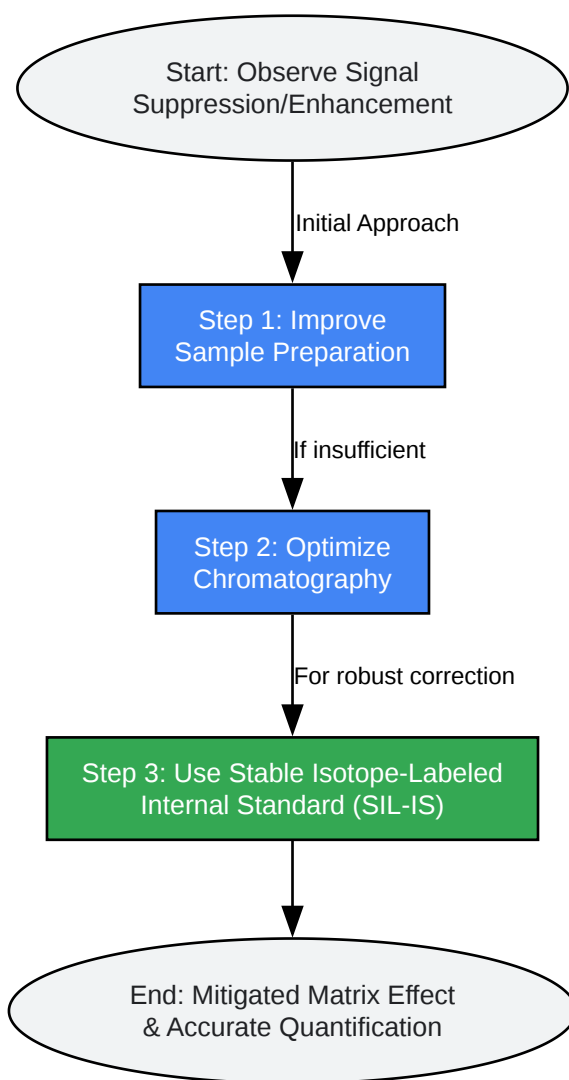 Start: Observe Signal
Suppression/Enhancement
Initial Approach
Step 1: Improve
Sample Preparation
If insufficient
Step 2: Optimize
Chromatography
For robust correction
Step 3: Use Stable Isotope-Labeled
Internal Standard (SIL-IS)
End: Mitigated Matrix Effect
& Accurate Quantification